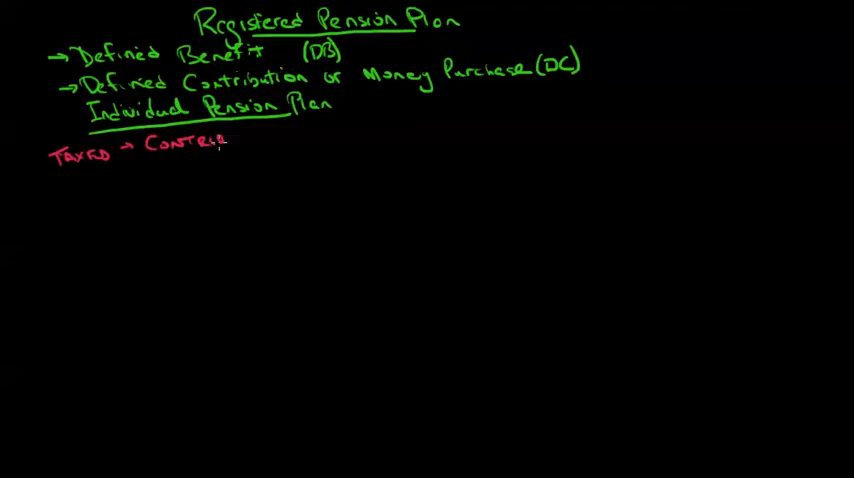 Registered Pension Plan
→ Defined Benefit (DB)
→ Defined Contribution or Money Purchase (DC)
Individual Pension Plan
TAXED → CONTRIB